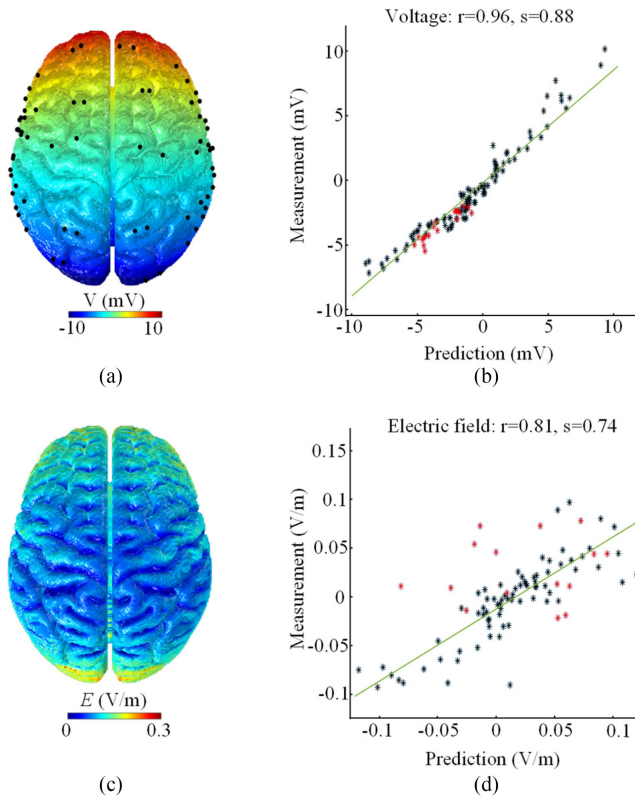 Voltage: r=0.96, s=0.88
10
5
0
-5
-10
Measurement (mV)
-10 -5 0 5 10
Prediction (mV)
V (mV)
-10 10
(a)
(b)
Electric field: r=0.81, s=0.74
0.15
0.1
0.05
0
-0.05
-0.1
Measurement (V/m)
-0.1 -0.05 0 0.05 0.1
Prediction (V/m)
E (V/m)
0 0.3
(c)
(d)